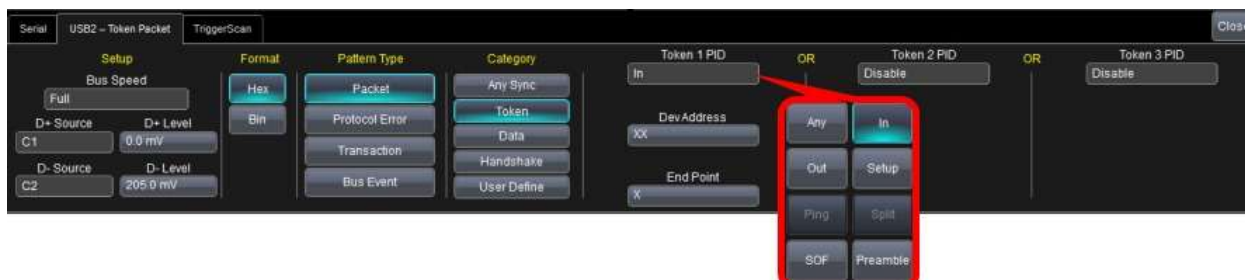 Serial
USB2 – Token Packet
TriggerScan
Close
Setup
Bus Speed
Full
D+ Source
D+ Level
C1
0.0 mV
D- Source
D- Level
C2
205.0 mV
Format
Hex
Bin
Pattern Type
Packet
Protocol Error
Transaction
Bus Event
Category
Any Sync
Token
Data
Handshake
User Define
Token 1 PID
In
Dev Address
XX
End Point
X
OR
Any
In
Out
Setup
Ping
Split
SOF
Preamble
Token 2 PID
Disable
OR
Token 3 PID
Disable